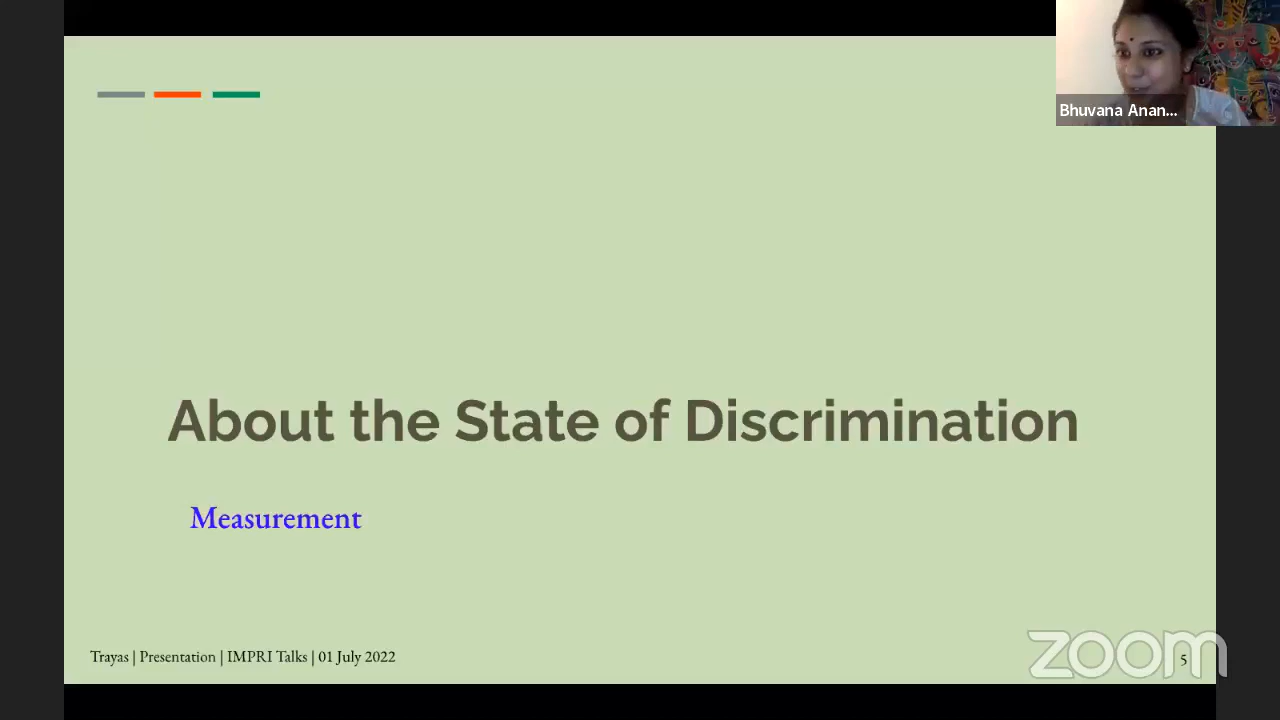 Bhuvana Anan...
About the State of Discrimination
Measurement
Trayas | Presentation | IMPRI Talks | 01 July 2022
zoom
5